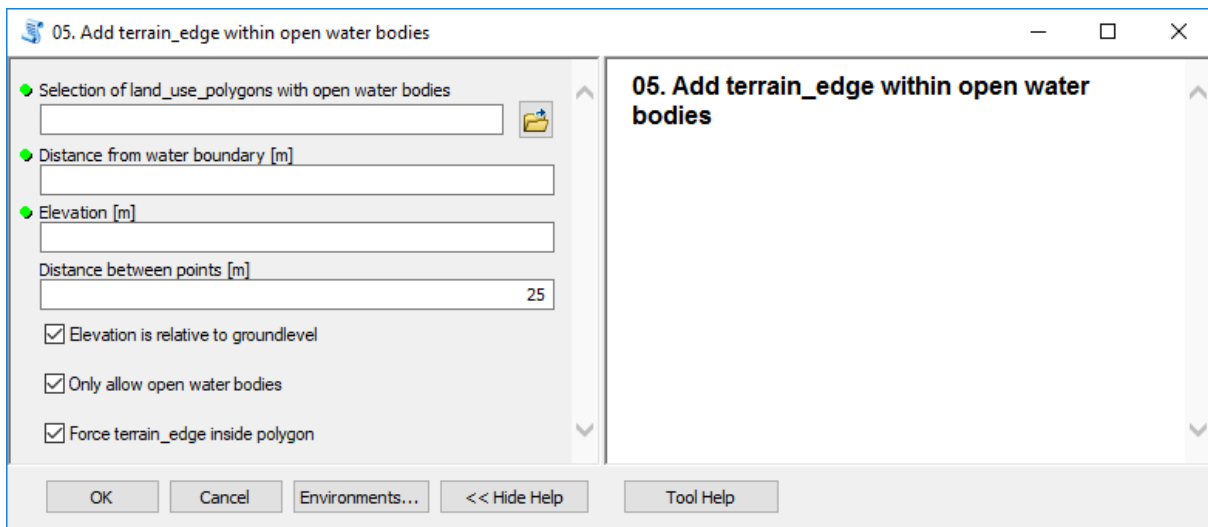 05. Add terrain_edge within open water bodies
Selection of land_use_polygons with open water bodies
Distance from water boundary [m]
Elevation [m]
Distance between points [m]
25
Elevation is relative to groundlevel
Only allow open water bodies
Force terrain_edge inside polygon
05. Add terrain_edge within open water
bodies
OK
Cancel
Environments...
<< Hide Help
Tool Help